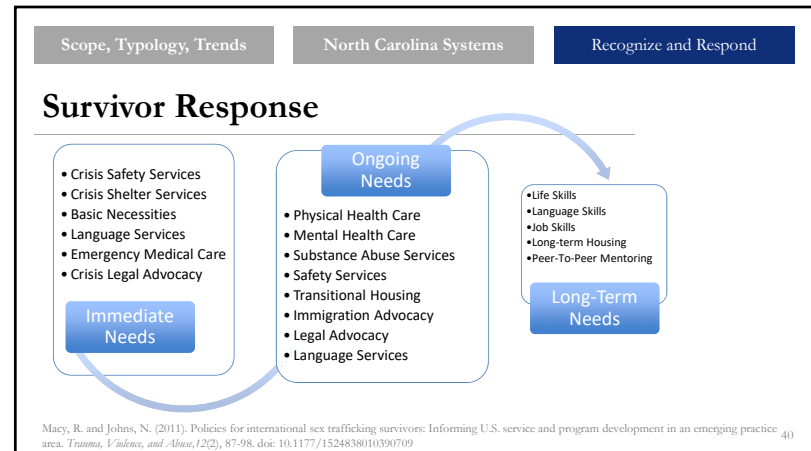 Scope, Typology, Trends
North Carolina Systems
Recognize and Respond
Survivor Response
• Crisis Safety Services
• Crisis Shelter Services
• Basic Necessities
• Language Services
• Emergency Medical Care
• Crisis Legal Advocacy
Immediate
Needs
Ongoing
Needs
• Physical Health Care
• Mental Health Care
• Substance Abuse Services
• Safety Services
• Transitional Housing
• Immigration Advocacy
• Legal Advocacy
• Language Services
•Life Skills
•Language Skills
•Job Skills
•Long-term Housing
•Peer-To-Peer Mentoring
Long-Term
Needs
Macy, R. and Johns, N. (2011). Policies for international sex trafficking survivors: Informing U.S. service and program development in an emerging practice
area. Trauma, Violence, and Abuse,12(2), 87-98. doi: 10.1177/1524838010390709
40